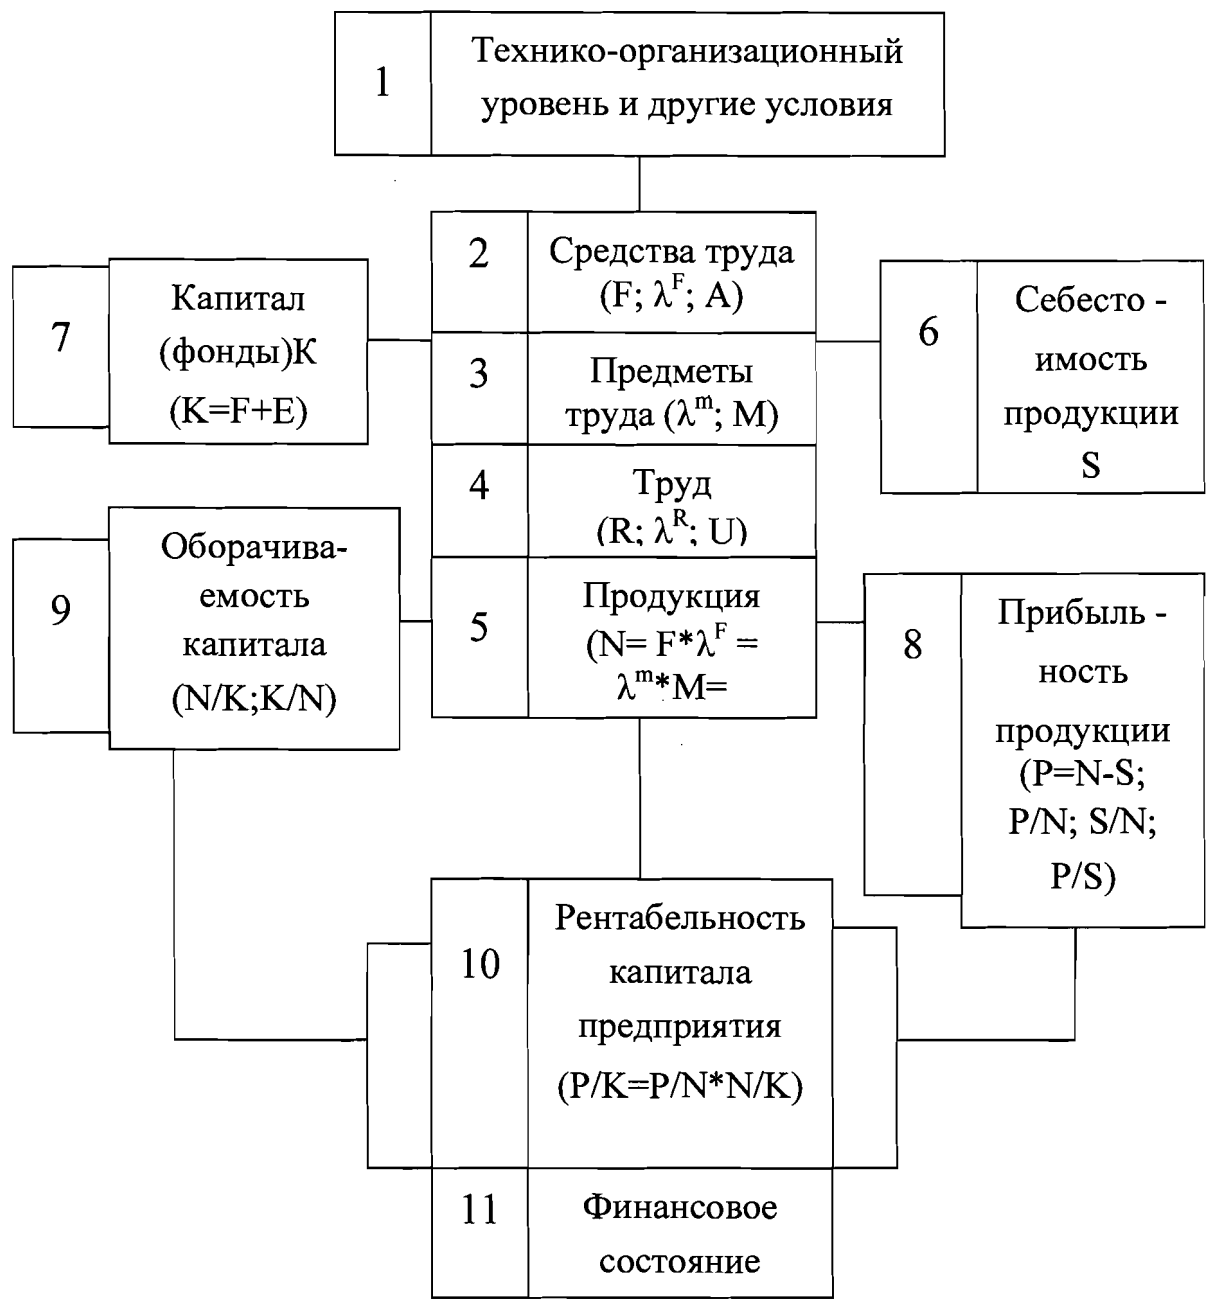 1
Технико-организационный
уровень и другие условия
2
Средства труда
(F; λ^F; A)
7
Капитал
(фонды)К
(K=F+E)
6
Себесто -
имость
продукции
S
3
Предметы
труда (λ^m; M)
4
Труд
(R; λ^R; U)
9
Оборачива-
емость
капитала
(N/K;K/N)
5
Продукция
(N= F*λ^F =
λ^m*M=
8
Прибыль -
ность
продукции
(P=N-S;
P/N; S/N;
P/S)
10
Рентабельность
капитала
предприятия
(P/K=P/N*N/K)
11
Финансовое
состояние